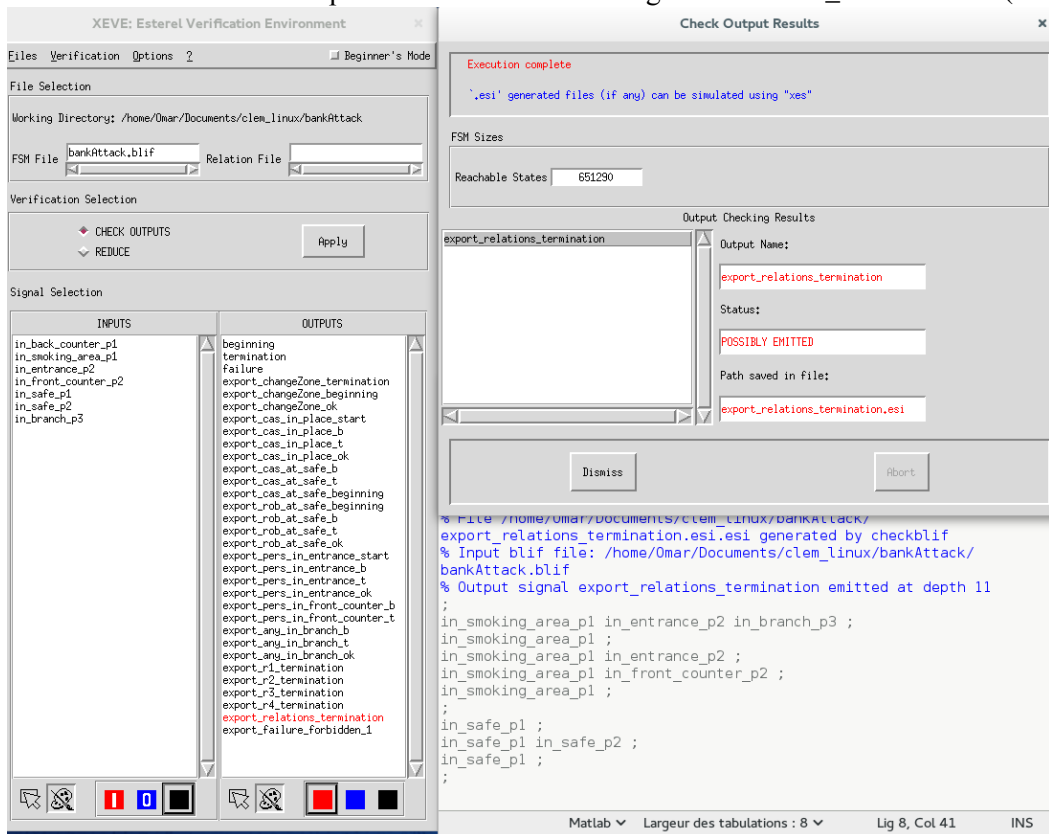 XEVE: Esterel Verification Environment
Files Verification Options ?
Beginner's Mode
File Selection
Working Directory: /home/Omar/Documents/clem_linux/bankAttack
FSM File bankAttack.blif Relation File
Verification Selection
CHECK OUTPUTS
REDUCE
Apply
Signal Selection
INPUTS
in_back_counter_p1
in_smoking_area_p1
in_entrance_p2
in_front_counter_p2
in_safe_p1
in_safe_p2
in_branch_p3
OUTPUTS
beginning
termination
failure
export_changeZone_termination
export_changeZone_beginning
export_changeZone_ok
export_cas_in_place_start
export_cas_in_place_b
export_cas_in_place_t
export_cas_in_place_ok
export_cas_at_safe_b
export_cas_at_safe_t
export_cas_at_safe_beginning
export_rob_at_safe_beginning
export_rob_at_safe_b
export_rob_at_safe_t
export_rob_at_safe_ok
export_pers_in_entrance_start
export_pers_in_entrance_b
export_pers_in_entrance_t
export_pers_in_entrance_ok
export_pers_in_front_counter_b
export_pers_in_front_counter_t
export_any_in_branch_b
export_any_in_branch_t
export_any_in_branch_ok
export_r1_termination
export_r2_termination
export_r3_termination
export_r4_termination
export_relations_termination
export_failure_forbidden_1
I O
Check Output Results
Execution complete
`.esi' generated files (if any) can be simulated using "xes"
FSM Sizes
Reachable States 651290
Output Checking Results
export_relations_termination
Output Name:
export_relations_termination
Status:
POSSIBLY EMITTED
Path saved in file:
export_relations_termination.esi
Dismiss
Abort
% File /home/Omar/Documents/clem_linux/bankAttack/
export_relations_termination.esi.esi generated by checkblif
% Input blif file: /home/Omar/Documents/clem_linux/bankAttack/
bankAttack.blif
% Output signal export_relations_termination emitted at depth 11
;
in_smoking_area_p1 in_entrance_p2 in_branch_p3 ;
in_smoking_area_p1 ;
in_smoking_area_p1 in_entrance_p2 ;
in_smoking_area_p1 in_front_counter_p2 ;
in_smoking_area_p1 ;
;
in_safe_p1 ;
in_safe_p1 in_safe_p2 ;
in_safe_p1 ;
;
Matlab Largeur des tabulations : 8 Lig 8, Col 41 INS